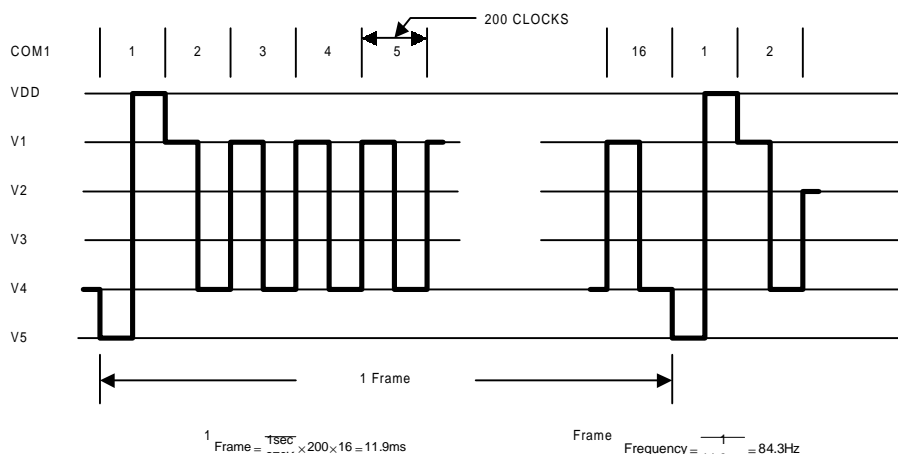 200 CLOCKS
COM1 1 2 3 4 5 16 1 2
VDD
V1
V2
V3
V4
V5
1 Frame
1 Frame = 1sec ×200×16 = 11.9ms
Frame Frequency = 1 = 84.3Hz